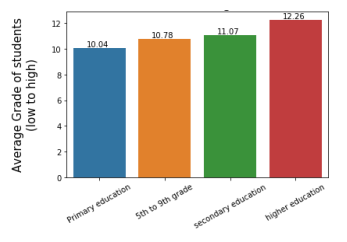 Average Grade of students
(low to high)
12
10
8
6
4
2
0
10.04
10.78
11.07
12.26
Primary education
5th to 9th grade
secondary education
higher education